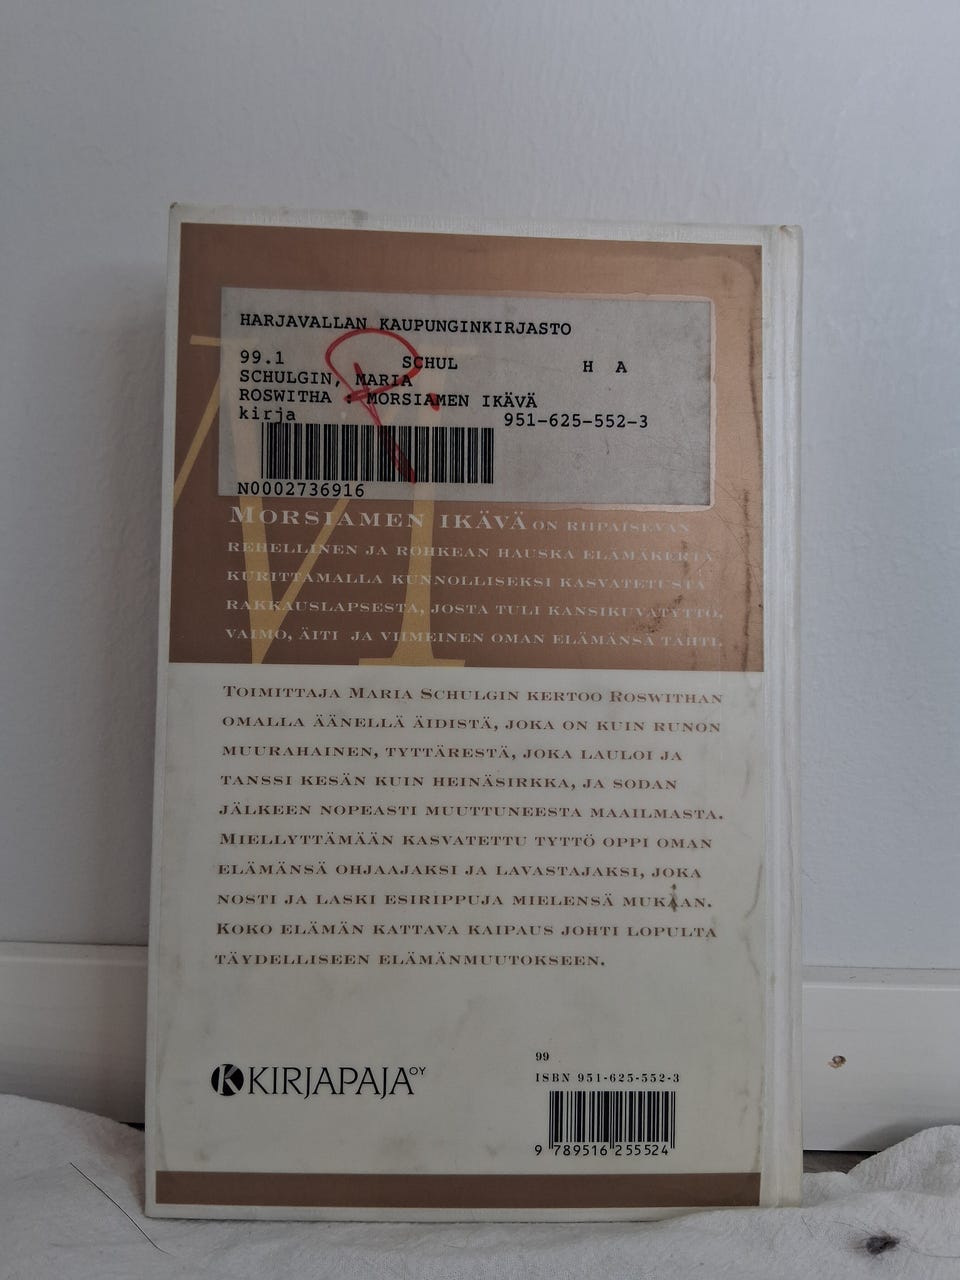 HARJAVALLAN KAUPUNGINKIRJASTO
99.1 SCHUL H A
SCHULGIN, MARIA
ROSWITHA : MORSIAMEN IKÄVÄ
kirja 951-625-552-3
N0002736916
MORSIAMEN IKÄVÄ ON RIIPAISEVAN
REHELLINEN JA ROHKEAN HAUSKA ELÄMÄKERTA
KURITTAMALLA KUNNOLLISEKSI KASVATETUSTA
RAKKAUSLAPSESTA, JOSTA TULI KANSIKUVATYTTÖ,
VAIMO, ÄITI JA VIIMEINEN OMAN ELÄMÄNSÄ TÄHTI.
TOIMITTAJA MARIA SCHULGIN KERTOO ROSWITHAN
OMALLA ÄÄNELLÄ ÄIDISTÄ, JOKA ON KUIN RUNON
MUURAHAINEN, TYTTÄRESTÄ, JOKA LAULOI JA
TANSSI KESÄN KUIN HEINÄSIRKKA, JA SODAN
JÄLKEEN NOPEASTI MUUTTUNEESTA MAAILMASTA.
MIELLYTTÄMÄÄN KASVATETTU TYTTÖ OPPI OMAN
ELÄMÄNSÄ OHJAAJAKSI JA LAVASTAJAKSI, JOKA
NOSTI JA LASKI ESIRIPPUJA MIELENSÄ MUKAAN.
KOKO ELÄMÄN KATTAVA KAIPAUS JOHTI LOPULTA
TÄYDELLISEEN ELÄMÄNMUUTOKSEEN.
K KIRJAPAJA OY
99
ISBN 951-625-552-3
9 789516 255524